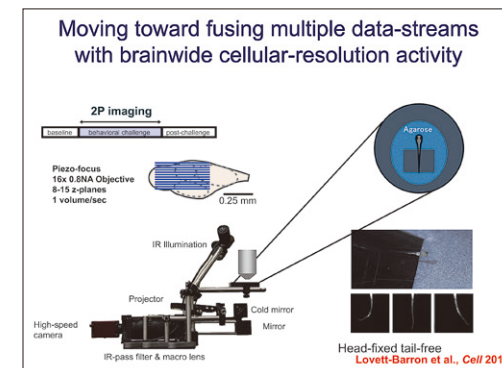 Moving toward fusing multiple data-streams
with brainwide cellular-resolution activity
2P imaging
baseline
behavioral challenge
post-challenge
Piezo-focus
16x 0.8NA Objective
8-15 z-planes
1 volume/sec
0.25 mm
Agarose
IR Illumination
Projector
Cold mirror
Mirror
High-speed
camera
IR-pass filter & macro lens
Head-fixed tail-free
Lovett-Barron et al., Cell 201